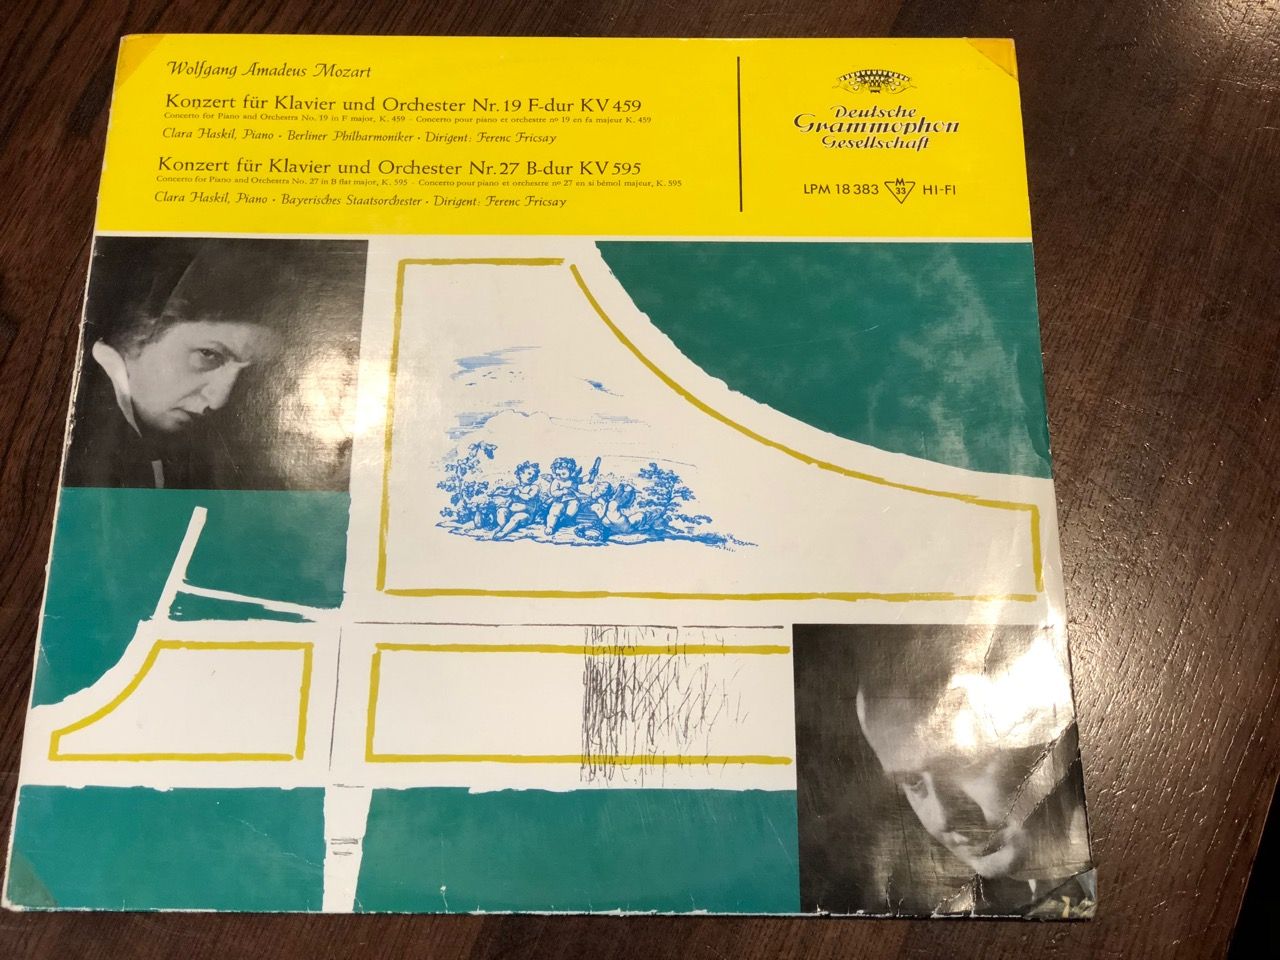 Wolfgang Amadeus Mozart
Konzert für Klavier und Orchester Nr. 19 F-dur KV 459
Concerto for Piano and Orchestra No. 19 in F major, K. 459 - Concerto pour piano et orchestre nº 19 en fa majeur K. 459
Clara Haskil, Piano · Berliner Philharmoniker · Dirigent: Ferenc Fricsay
Konzert für Klavier und Orchester Nr. 27 B-dur KV 595
Concerto for Piano and Orchestra No. 27 in B flat major, K. 595 - Concerto pour piano et orchestre nº 27 en si bémol majeur, K. 595
Clara Haskil, Piano · Bayerisches Staatsorchester · Dirigent: Ferenc Fricsay
Deutsche
Grammophon
Gesellschaft
LPM 18 383 M 33 HI-FI